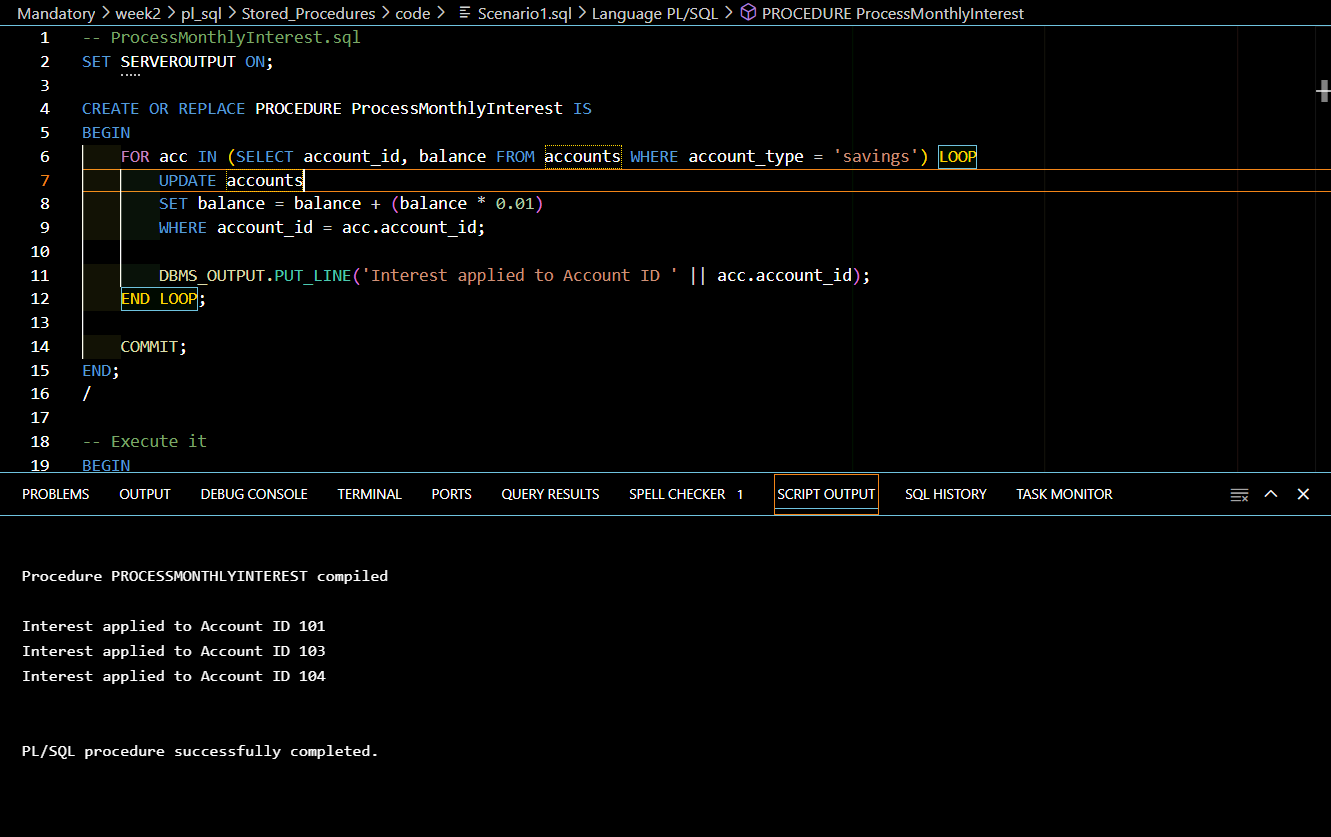 Mandatory > week2 > pl_sql > Stored_Procedures > code > Scenario1.sql > Language PL/SQL > PROCEDURE ProcessMonthlyInterest
1 -- ProcessMonthlyInterest.sql
2 SET SERVEROUTPUT ON;
3
4 CREATE OR REPLACE PROCEDURE ProcessMonthlyInterest IS
5 BEGIN
6     FOR acc IN (SELECT account_id, balance FROM accounts WHERE account_type = 'savings') LOOP
7         UPDATE accounts
8         SET balance = balance + (balance * 0.01)
9         WHERE account_id = acc.account_id;
10
11         DBMS_OUTPUT.PUT_LINE('Interest applied to Account ID ' || acc.account_id);
12     END LOOP;
13
14     COMMIT;
15 END;
16 /
17
18 -- Execute it
19 BEGIN
PROBLEMS OUTPUT DEBUG CONSOLE TERMINAL PORTS QUERY RESULTS SPELL CHECKER 1 SCRIPT OUTPUT SQL HISTORY TASK MONITOR
Procedure PROCESSMONTHLYINTEREST compiled
Interest applied to Account ID 101
Interest applied to Account ID 103
Interest applied to Account ID 104
PL/SQL procedure successfully completed.